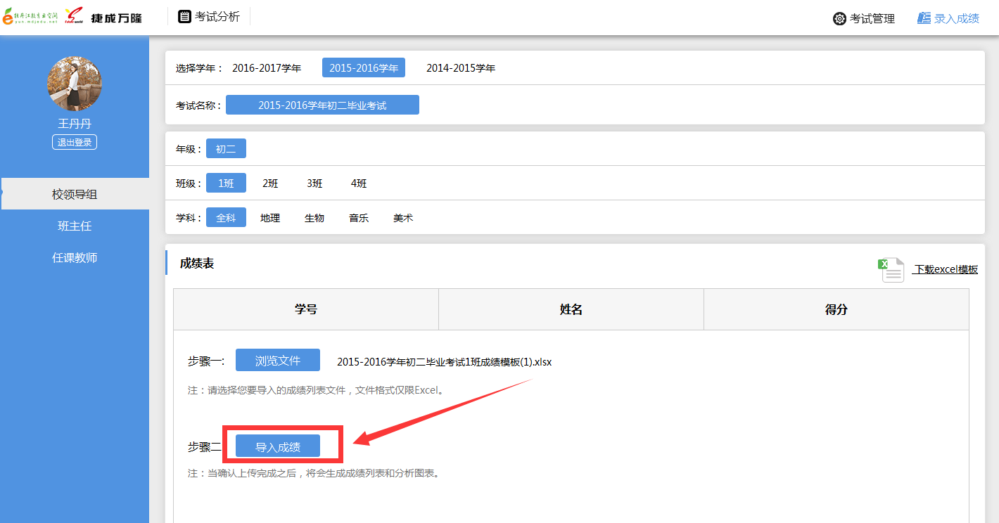 牡丹江教育云空间
yun.mdjedu.net
Future world
捷成万隆
考试分析
考试管理
录入成绩
王丹丹
退出登录
校领导组
班主任
任课教师
选择学年： 2016-2017学年 2015-2016学年 2014-2015学年
考试名称： 2015-2016学年初二毕业考试
年级： 初二
班级： 1班 2班 3班 4班
学科： 全科 地理 生物 音乐 美术
成绩表
下载excel模板
学号 姓名 得分
步骤一: 浏览文件 2015-2016学年初二毕业考试1班成绩模板(1).xlsx
注：请选择您要导入的成绩列表文件，文件格式仅限Excel。
步骤二 导入成绩
注：当确认上传完成之后，将会生成成绩列表和分析图表。